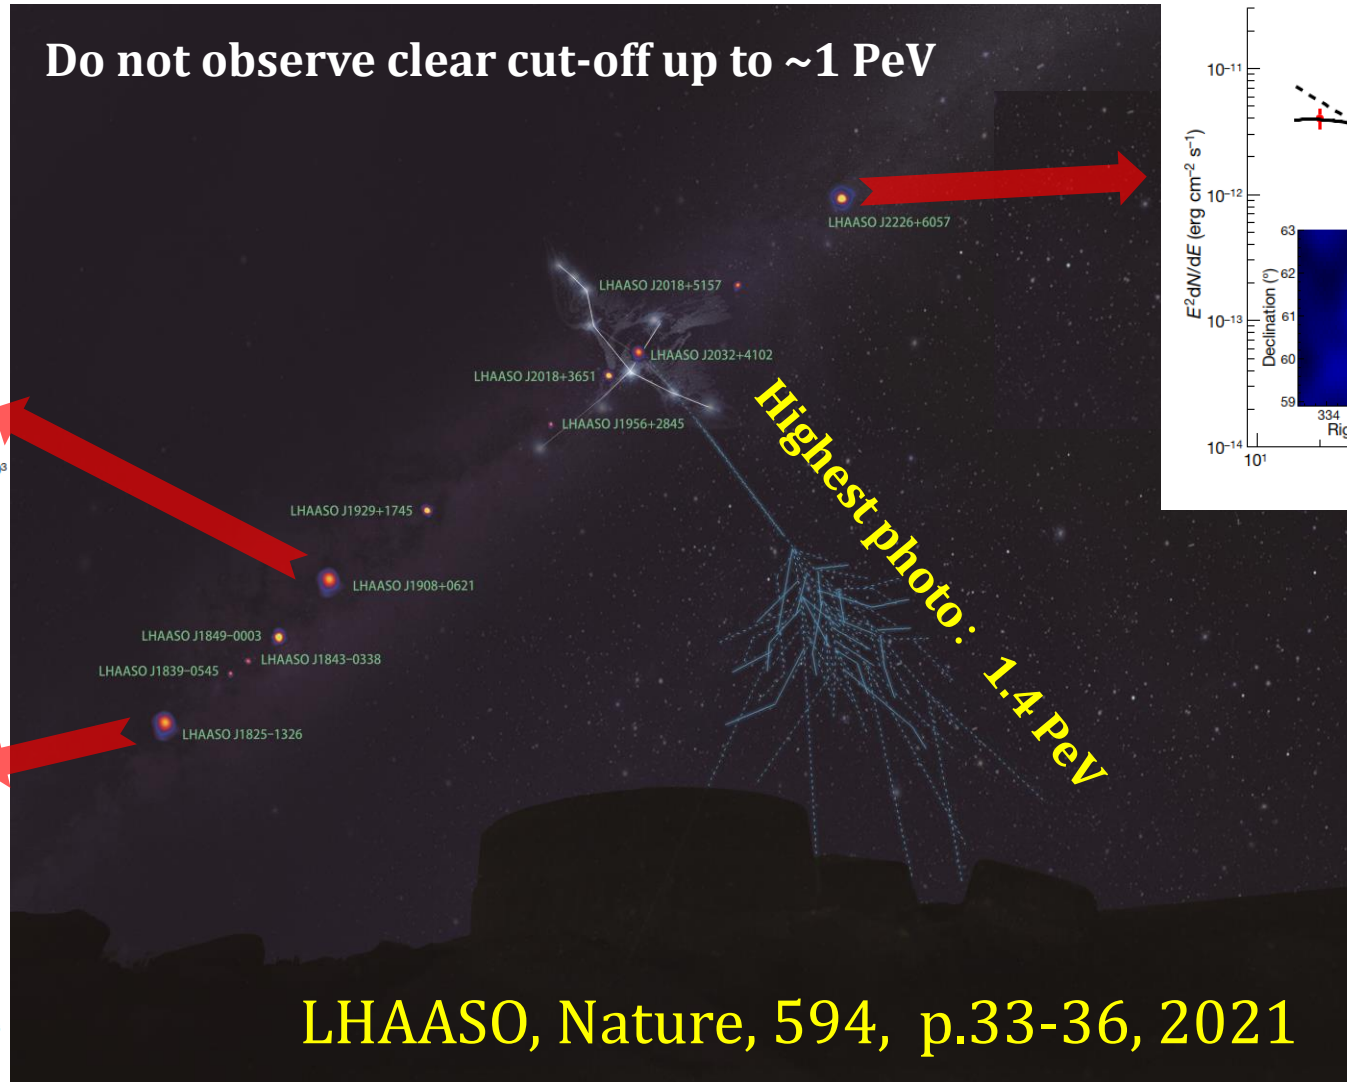 Do not observe clear cut-off up to ~1 PeV
10⁻¹¹
10⁻¹²
10⁻¹³
10⁻¹⁴
10¹
E²dN/dE (erg cm⁻² s⁻¹)
Declination (°)
63
62
61
60
59
334
Rig
LHAASO J2226+6057
LHAASO J2018+5157
LHAASO J2032+4102
LHAASO J2018+3651
LHAASO J1956+2845
Highest photo: 1.4 PeV
LHAASO J1929+1745
LHAASO J1908+0621
LHAASO J1849−0003
LHAASO J1843−0338
LHAASO J1839−0545
LHAASO J1825−1326
LHAASO, Nature, 594, p.33-36, 2021